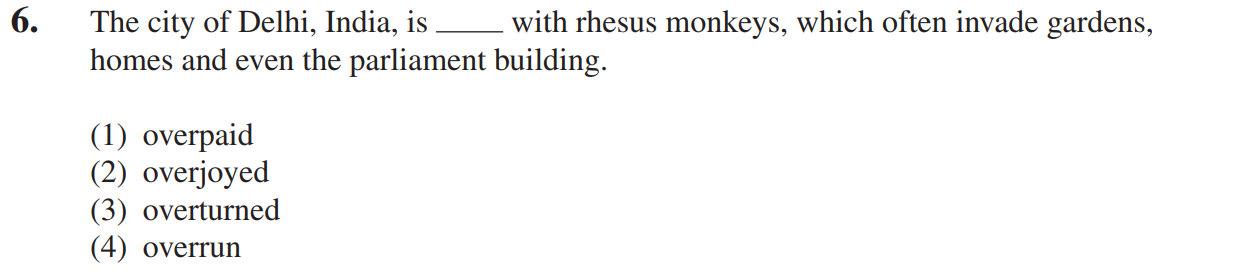 6. The city of Delhi, India, is _____ with rhesus monkeys, which often invade gardens,
homes and even the parliament building.
(1) overpaid
(2) overjoyed
(3) overturned
(4) overrun